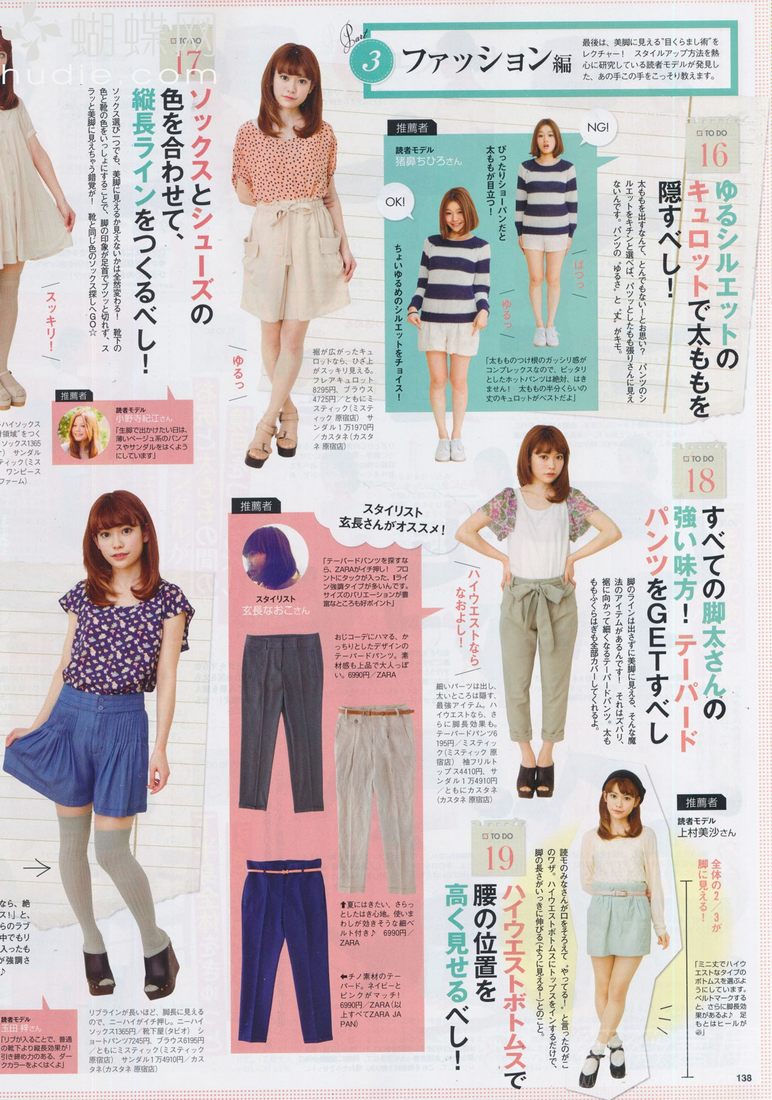 蝴蝶网
hudie.com
Part
3
ファッション編
最後は、美脚に見える"目くらまし術"を
レクチャー! スタイルアップ方法を熱
心に研究している読者モデルが発見し
た、あの手この手をこっそり教えます。
TO DO
16
ゆるシルエットの
キュロットで太ももを
隠すべし!
太ももを出すなんて、とんでもない!とお思い? パンツのシ
ルエットをキチンと選べば、パツッとしたもも張りさんに見え
ないんです。パンツの"ゆるさ"と"丈"がキモ。
推薦者
読者モデル
猪鼻ちひろさん
NG!
OK!
ぴったりショーパンだと
太ももが目立つ!
ぱつっ
ゆるっ
ちょいゆるめのシルエットをチョイス!
「太もものつけ根のガッシリ感が
コンプレックスなので、ピッタリ
としたホットパンツは絶対、はき
ません! 太もも半分くらいの
丈のキュロットがベストだよ」
ゆるっ
裾が広がったキュ
ロットなら、ひざ上
がスッキリ見える。
フレアキュロット
8295円、ブラウス
4725円/ともにミ
スティック(ミステ
ィック 原宿店) サ
ンダル1万1970円/
カスタネ(カスタネ
原宿店)
TO DO
17
ソックスとシューズの
色を合わせて、
縦長ラインをつくるべし!
ソックス選び一つでも、美脚に見えるか見えないかは全然変わる! 靴下の
色と靴の色をいっしょにすることで、脚の印象が足首でブツッと切れず、ス
ラッと美脚に見えちゃう錯覚が! 靴と同じ色のソックス探しへGO☆
スッキリ!
推薦者
読者モデル
小野寺紀江さん
「生脚で出かけたい日は、
薄いベージュ系のパンプ
スやサンダルをはくよう
にしています」
ハイソックス
領域"をつく
ソックス1365
オ) サンダル
スティック(ミス
ワンピース
ファーム)
TO DO
18
すべての脚太さんの
強い味方! テーパード
パンツをGETすべし
脚のラインは出さずに美脚に見える、そんな魔
法のアイテムがあるんです! それはズバリ、
裾に向かって細くなるテーパードパンツ。太も
ももふくらはぎも全部カバーしてくれるよ。
ハイウエストなら
なおよし!
細いパーツは出し、
太いところは隠す、
最強アイテム。ハ
イウエストなら、さ
らに脚長効果も。
テーパードパンツ6
195円/ミスティック
(ミスティック 原宿
店) 袖フリルトッ
プス4410円、サ
ンダル1万4910円
/ともにカスタネ
(カスタネ 原宿店)
推薦者
スタイリスト
玄長さんがオススメ!
スタイリスト
玄長なおこさん
「テーパードパンツを探すな
ら、ZARAがイチ押し! フロ
ントにタックが入った、Iライ
ン強調タイプが多いんです。
サイズのバリエーションが豊
富なところも好ポイント」
おじコーデにハマる、か
っちりとしたデザインの
テーパードパンツ。素
材感も上品で大人っぽ
い。6990円/ZARA
⬆夏にはきたい、さらっ
としたはき心地。使いま
わしが効きそうな細ベ
ルト付き♪ 6990円/
ZARA
⬅チノ素材のテー
パード。ネイビーと
ピンクがマッチ!
6990円/ZARA(以
上すべてZARA JA
PAN)
TO DO
19
ハイウエストボトムスで
腰の位置を
高く見せるべし!
読モのみなさんが口をそろえて"やってる!"と言ったのがこ
のワザ。ハイウエストボトムスにトップスをインするだけで、
脚の長さがいっきに伸びる(ように見える!)とのこと。
推薦者
読者モデル
上村美沙さん
全体の2/3が
脚に見える!
「ミニ丈でハイウ
エストなタイプの
ボトムスを選ぶよ
うにしています。
ベルトマークする
と、さらに脚長効
果があるよ♪ 足
もとはヒールが
」
なら、絶
ス!」と、
らのラブ
中でもリ
入ったも
が強調さ
♪
読者モデル
玉田 梓さん
「リブが入ることで、普通
の靴下より縦長効果が!
引き締め力のある、ダー
クカラーをよくはくよ」
リブラインが長いほど、脚長に見える
ので、ニーハイがイチ押し。ニーハイ
ソックス1365円/靴下屋(タビオ) シ
ョートパンツ7245円、ブラウス6195円
/ともにミスティック(ミスティック
原宿店) サンダル1万4910円/カス
タネ(カスタネ 原宿店)
138